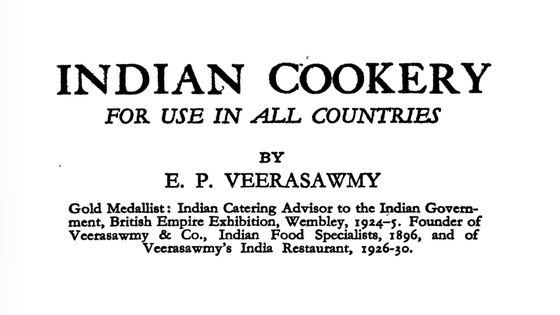 INDIAN COOKERY
FOR USE IN ALL COUNTRIES
BY
E. P. VEERASAWMY
Gold Medallist: Indian Catering Advisor to the Indian Govern-
ment, British Empire Exhibition, Wembley, 1924-5. Founder of
Veerasawmy & Co., Indian Food Specialists, 1896, and of
Veerasawmy's India Restaurant, 1926-30.